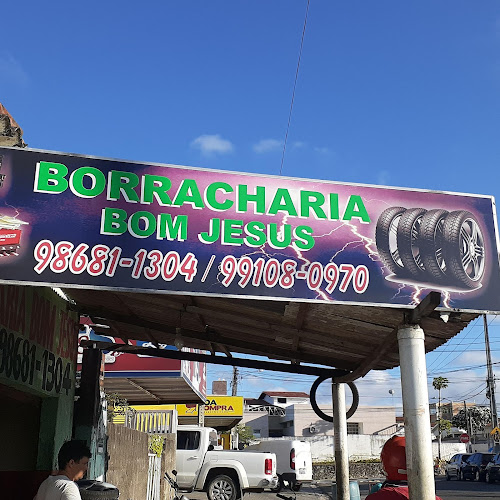 BORRACHARIA
BOM JESUS
98681-1304 / 99108-0970
98681-1304
COMPRA